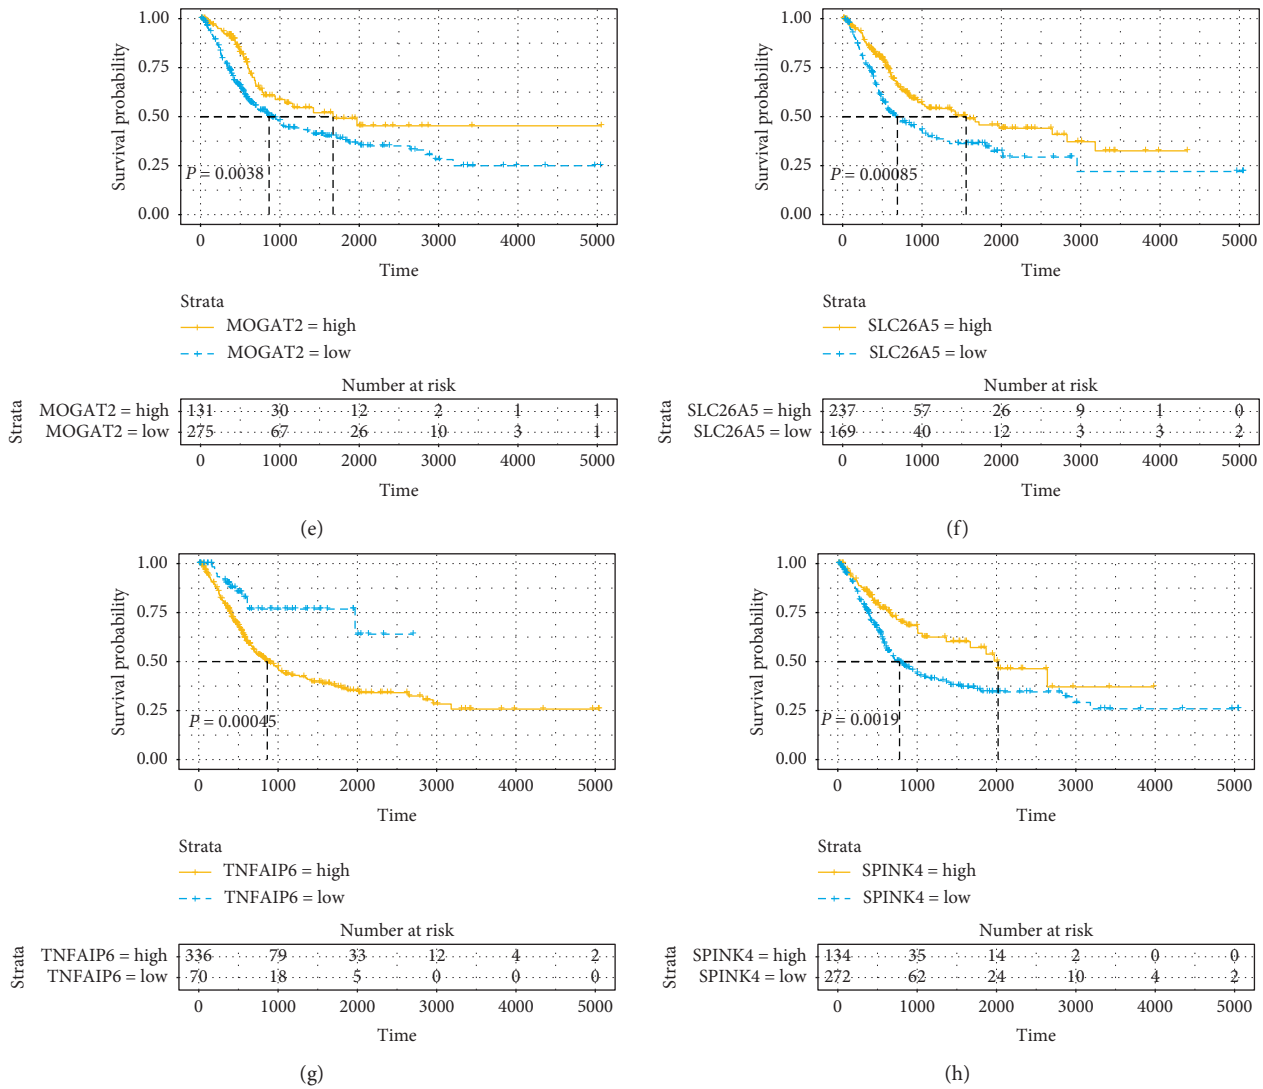 Survival probability
1.00
0.75
0.50
0.25
0.00
P = 0.0038
0 1000 2000 3000 4000 5000
Time
Strata
MOGAT2 = high
MOGAT2 = low
Number at risk
Strata
MOGAT2 = high 131 30 12 2 1 1
MOGAT2 = low 275 67 26 10 3 1
0 1000 2000 3000 4000 5000
Time
(e)
Survival probability
1.00
0.75
0.50
0.25
0.00
P = 0.00085
0 1000 2000 3000 4000 5000
Time
Strata
SLC26A5 = high
SLC26A5 = low
Number at risk
Strata
SLC26A5 = high 237 57 26 9 1 0
SLC26A5 = low 169 40 12 3 3 2
0 1000 2000 3000 4000 5000
Time
(f)
Survival probability
1.00
0.75
0.50
0.25
0.00
P = 0.00045
0 1000 2000 3000 4000 5000
Time
Strata
TNFAIP6 = high
TNFAIP6 = low
Number at risk
Strata
TNFAIP6 = high 336 79 33 12 4 2
TNFAIP6 = low 70 18 5 0 0 0
0 1000 2000 3000 4000 5000
Time
(g)
Survival probability
1.00
0.75
0.50
0.25
0.00
P = 0.0019
0 1000 2000 3000 4000 5000
Time
Strata
SPINK4 = high
SPINK4 = low
Number at risk
Strata
SPINK4 = high 134 35 14 2 0 0
SPINK4 = low 272 62 24 10 4 2
0 1000 2000 3000 4000 5000
Time
(h)